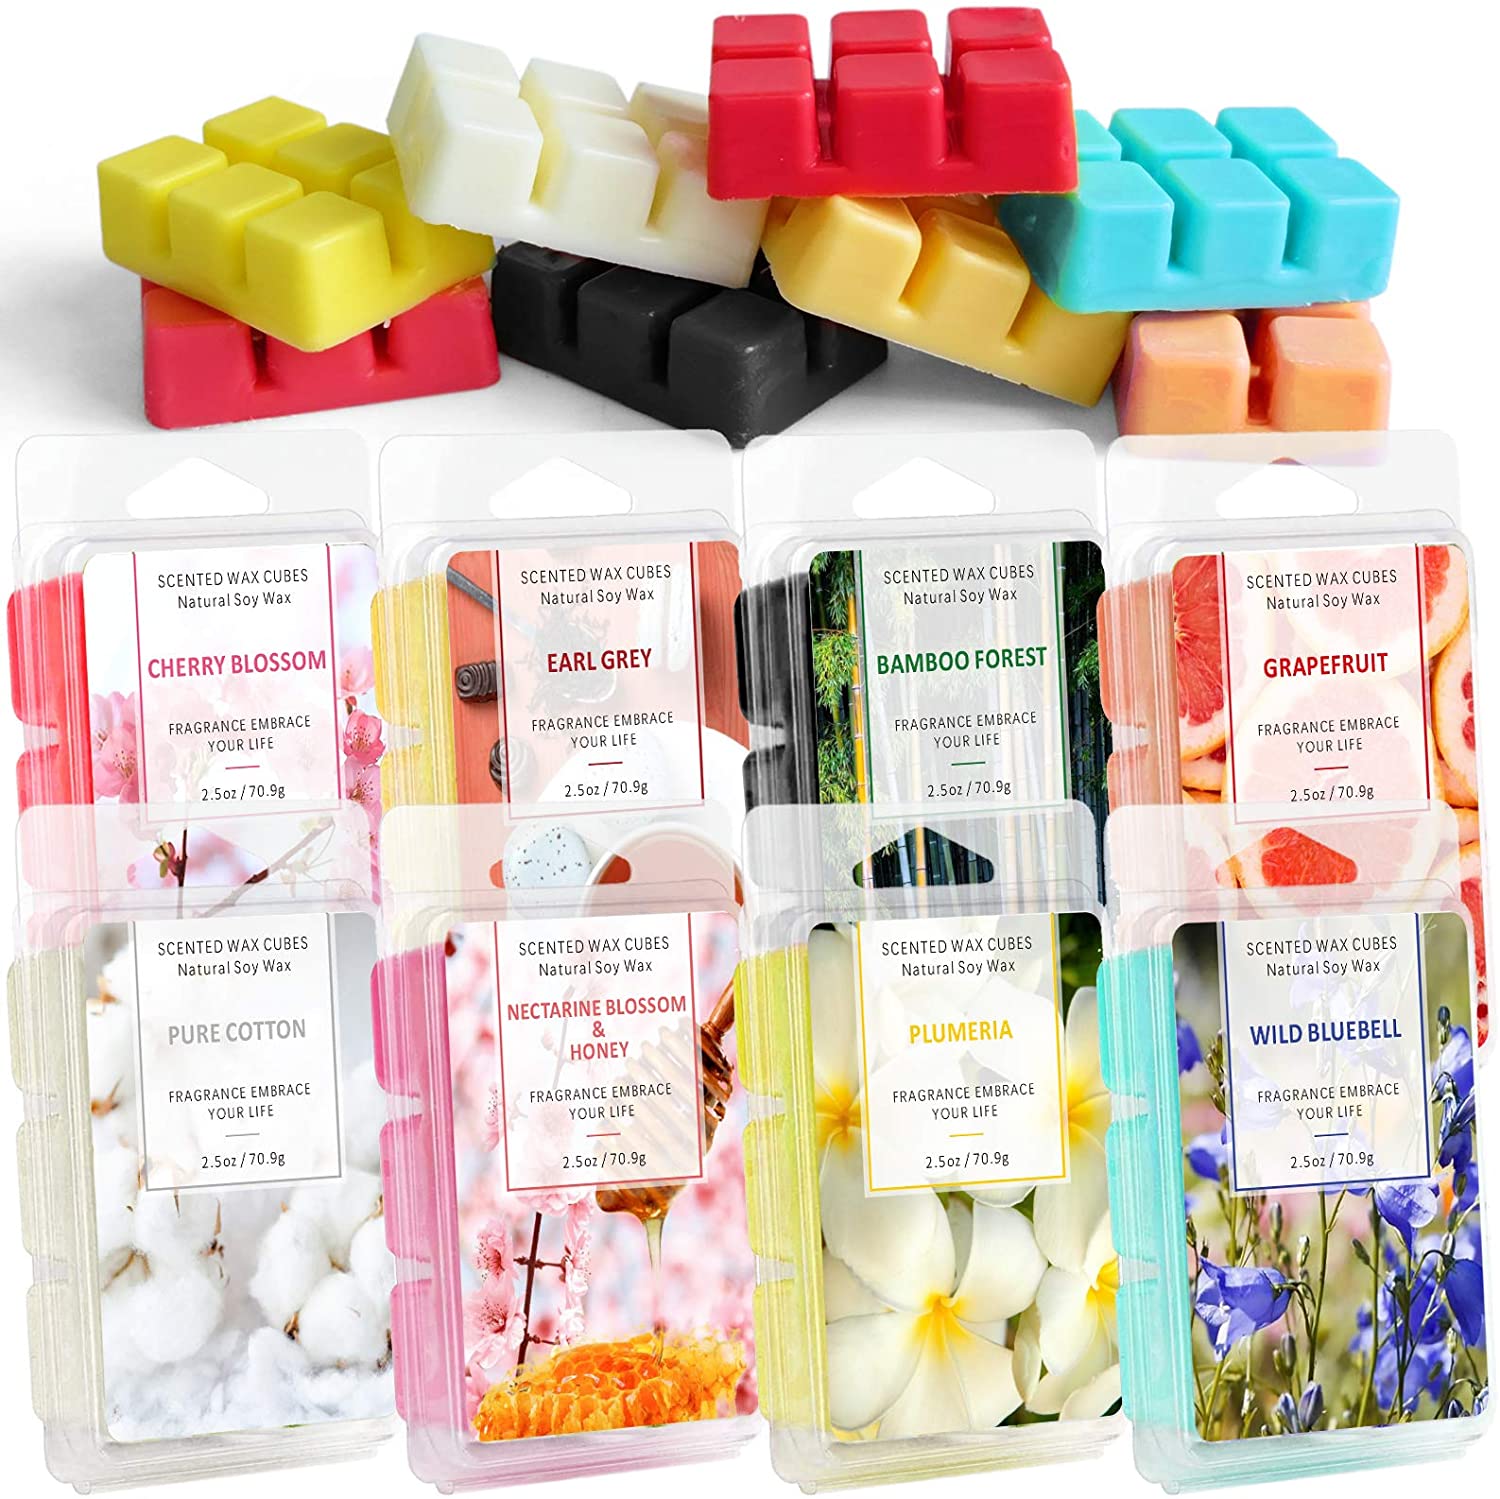 SCENTED WAX CUBES
Natural Soy Wax
CHERRY BLOSSOM
FRAGRANCE EMBRACE
YOUR LIFE
2.5oz / 70.9g
SCENTED WAX CUBES
Natural Soy Wax
EARL GREY
FRAGRANCE EMBRACE
YOUR LIFE
2.5oz / 70.9g
SCENTED WAX CUBES
Natural Soy Wax
BAMBOO FOREST
FRAGRANCE EMBRACE
YOUR LIFE
2.5oz / 70.9g
SCENTED WAX CUBES
Natural Soy Wax
GRAPEFRUIT
FRAGRANCE EMBRACE
YOUR LIFE
2.5oz / 70.9g
SCENTED WAX CUBES
Natural Soy Wax
PURE COTTON
FRAGRANCE EMBRACE
YOUR LIFE
2.5oz / 70.9g
SCENTED WAX CUBES
Natural Soy Wax
NECTARINE BLOSSOM
&
HONEY
FRAGRANCE EMBRACE
YOUR LIFE
2.5oz / 70.9g
SCENTED WAX CUBES
Natural Soy Wax
PLUMERIA
FRAGRANCE EMBRACE
YOUR LIFE
2.5oz / 70.9g
SCENTED WAX CUBES
Natural Soy Wax
WILD BLUEBELL
FRAGRANCE EMBRACE
YOUR LIFE
2.5oz / 70.9g